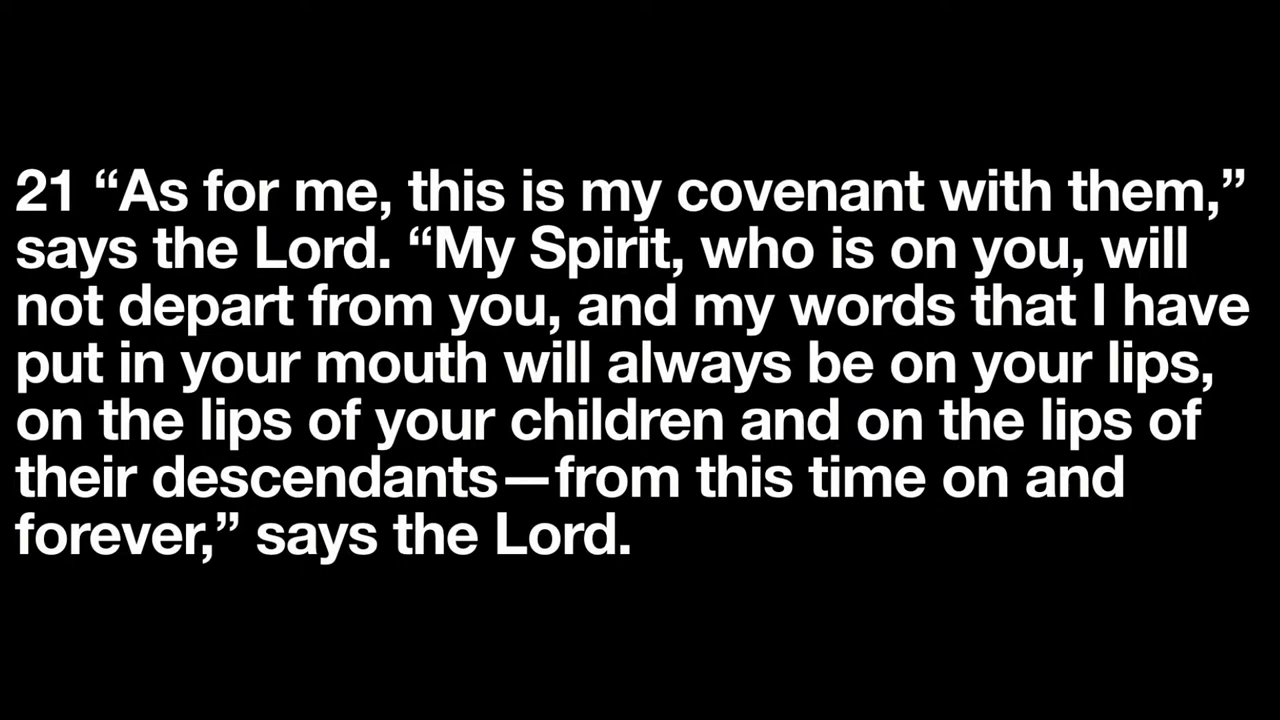 21 “As for me, this is my covenant with them,”
says the Lord. “My Spirit, who is on you, will
not depart from you, and my words that I have
put in your mouth will always be on your lips,
on the lips of your children and on the lips of
their descendants—from this time on and
forever,” says the Lord.